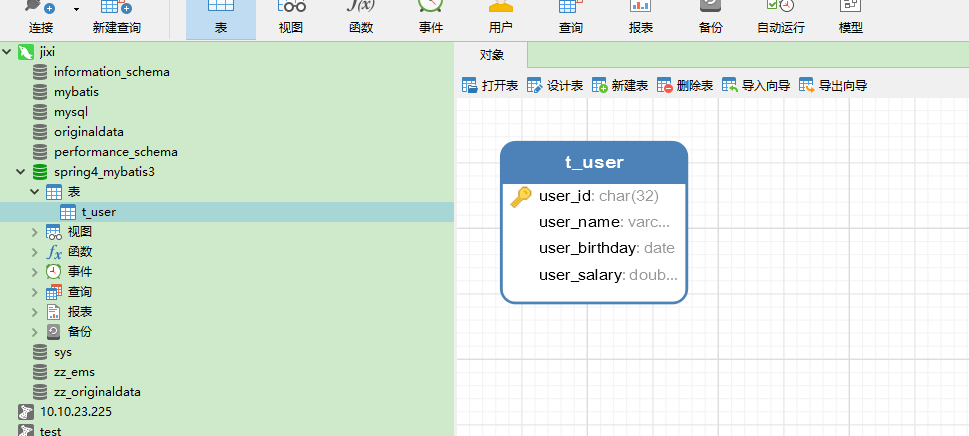 连接 新建查询 表 视图 函数 事件 用户 查询 报表 备份 自动运行 模型
jixi
information_schema
mybatis
mysql
originaldata
performance_schema
spring4_mybatis3
表
t_user
视图
函数
事件
查询
报表
备份
sys
zz_ems
zz_originaldata
10.10.23.225
test
对象
打开表 设计表 新建表 删除表 导入向导 导出向导
t_user
user_id: char(32)
user_name: varc...
user_birthday: date
user_salary: doub...